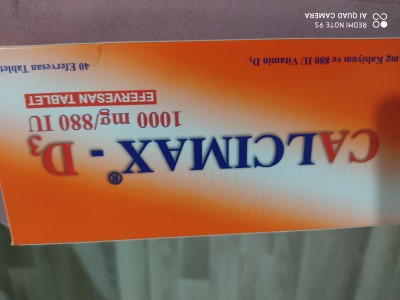 CALCIMAX® - D3
1000 mg/880 IU
EFERVESAN TABLET
mg Kalsiyum ve 880 IU Vitamin D3
40 Efervesan Tablet
REDMI NOTE 9S
AI QUAD CAMERA